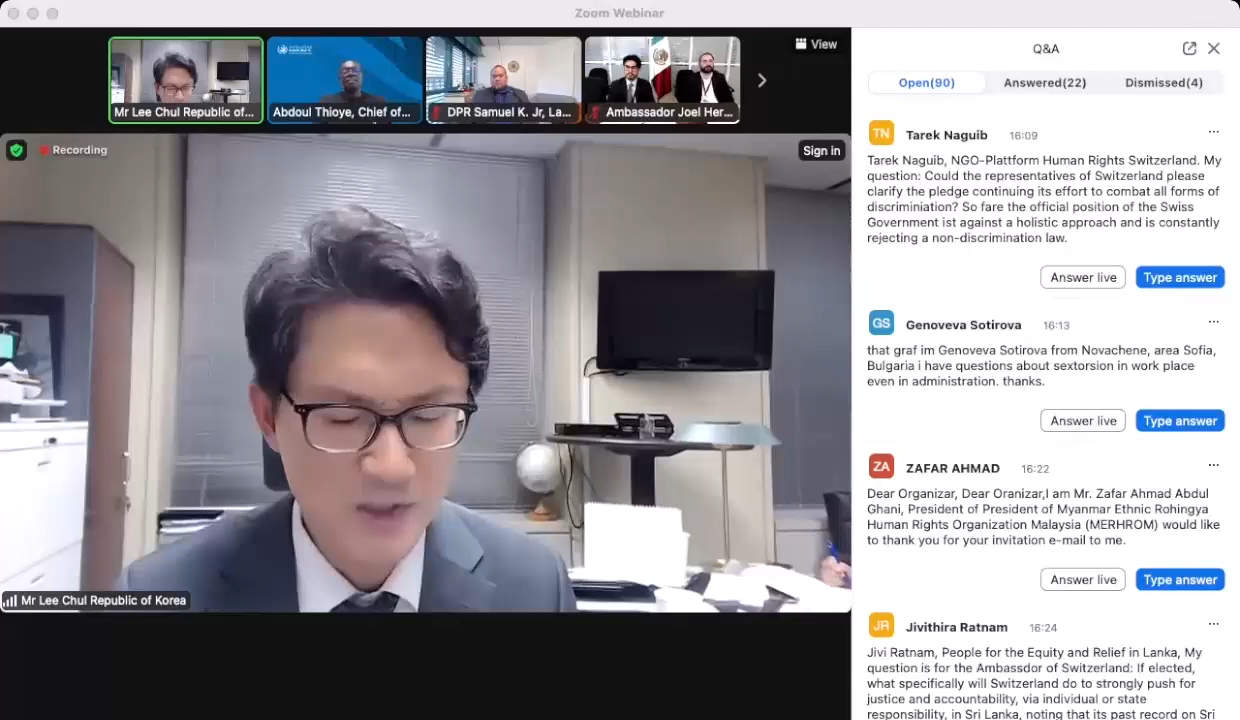 Zoom Webinar
View
Mr Lee Chul Republic of...
Abdoul Thioye, Chief of...
DPR Samuel K. Jr, La...
Ambassador Joel Her...
Recording
Sign in
Mr Lee Chul Republic of Korea
Q&A
Open(90)
Answered(22)
Dismissed(4)
TN
Tarek Naguib
16:09
Tarek Naguib, NGO-Plattform Human Rights Switzerland. My
question: Could the representatives of Switzerland please
clarify the pledge continuing its effort to combat all forms of
discriminiation? So fare the official position of the Swiss
Government ist against a holistic approach and is constantly
rejecting a non-discrimination law.
Answer live
Type answer
GS
Genoveva Sotirova
16:13
that graf im Genoveva Sotirova from Novachene, area Sofia,
Bulgaria i have questions about sextorsion in work place
even in administration. thanks.
Answer live
Type answer
ZA
ZAFAR AHMAD
16:22
Dear Organizar, Dear Oranizar,I am Mr. Zafar Ahmad Abdul
Ghani, President of President of Myanmar Ethnic Rohingya
Human Rights Organization Malaysia (MERHROM) would like
to thank you for your invitation e-mail to me.
Answer live
Type answer
JR
Jivithira Ratnam
16:24
Jivi Ratnam, People for the Equity and Relief in Lanka, My
question is for the Ambassdor of Switzerland: If elected,
what specifically will Switzerland do to strongly push for
justice and accountability, via individual or state
responsibility, in Sri Lanka, noting that its past record on Sri